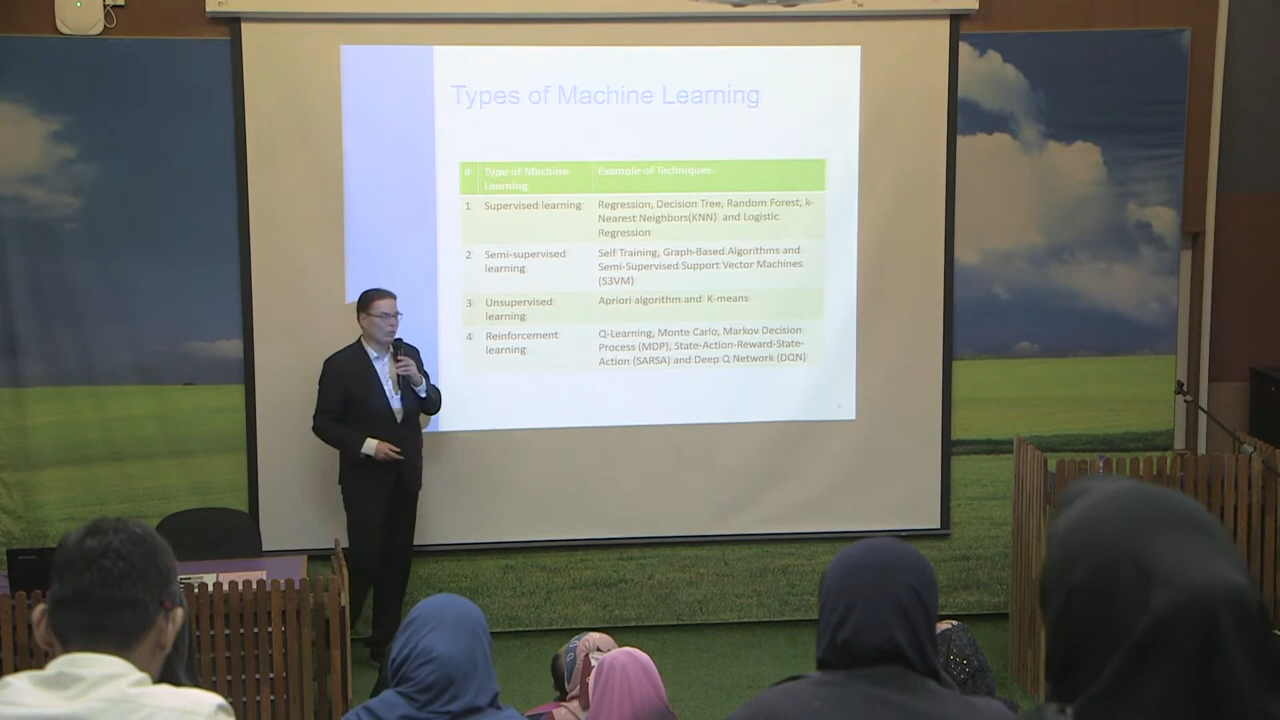 Types of Machine Learning
# Type of Machine Learning Example of Techniques
1 Supervised learning Regression, Decision Tree, Random Forest, k-
Nearest Neighbors(KNN) and Logistic
Regression
2 Semi-supervised learning Self Training, Graph-Based Algorithms and
Semi-Supervised Support Vector Machines
(S3VM)
3 Unsupervised learning Apriori algorithm and K-means
4 Reinforcement learning Q-Learning, Monte Carlo, Markov Decision
Process (MDP), State-Action-Reward-State-
Action (SARSA) and Deep Q Network (DQN)